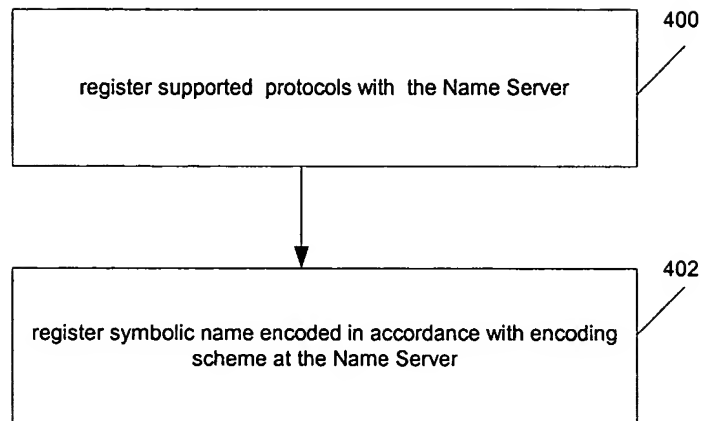 400
register supported protocols with the Name Server
402
register symbolic name encoded in accordance with encoding
scheme at the Name Server